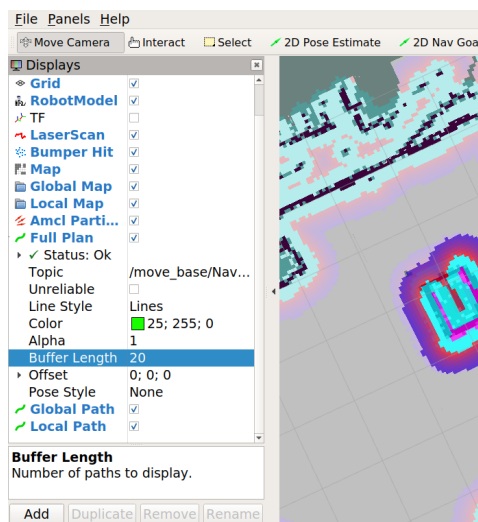 File Panels Help
Move Camera Interact Select 2D Pose Estimate 2D Nav Goa
Displays
Grid
RobotModel
TF
LaserScan
Bumper Hit
Map
Global Map
Local Map
Amcl Parti...
Full Plan
Status: Ok
Topic /move_base/Nav...
Unreliable
Line Style Lines
Color 25; 255; 0
Alpha 1
Buffer Length 20
Offset 0; 0; 0
Pose Style None
Global Path
Local Path
Buffer Length
Number of paths to display.
Add Duplicate Remove Rename